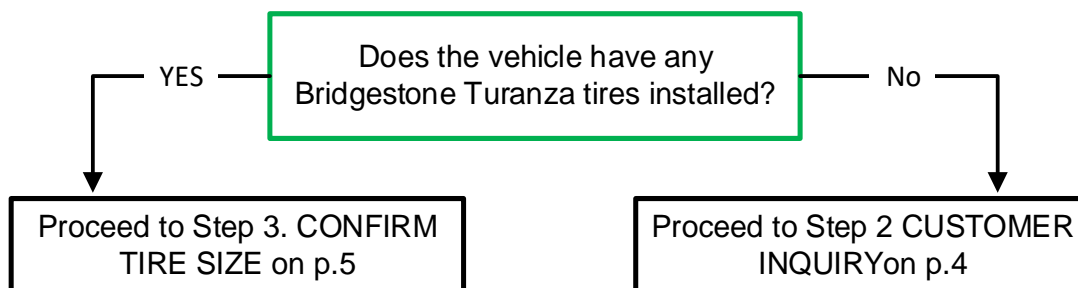 Does the vehicle have any
Bridgestone Turanza tires installed?
YES
No
Proceed to Step 3. CONFIRM
TIRE SIZE on p.5
Proceed to Step 2 CUSTOMER
INQUIRYon p.4